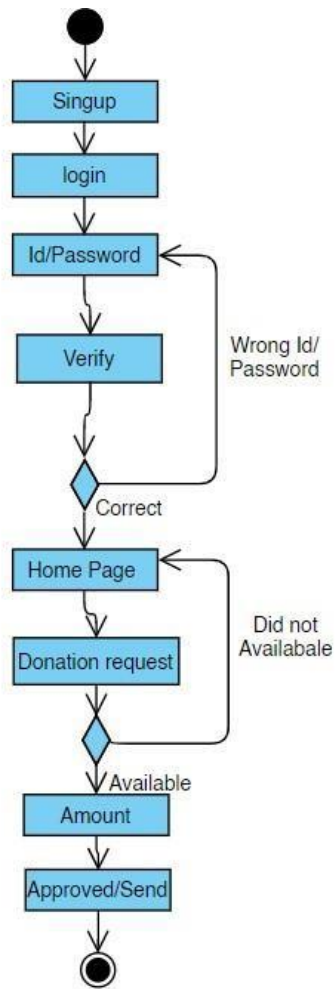 Singup
login
Id/Password
Verify
Wrong Id/
Password
Correct
Home Page
Did not
Availabale
Donation request
Available
Amount
Approved/Send